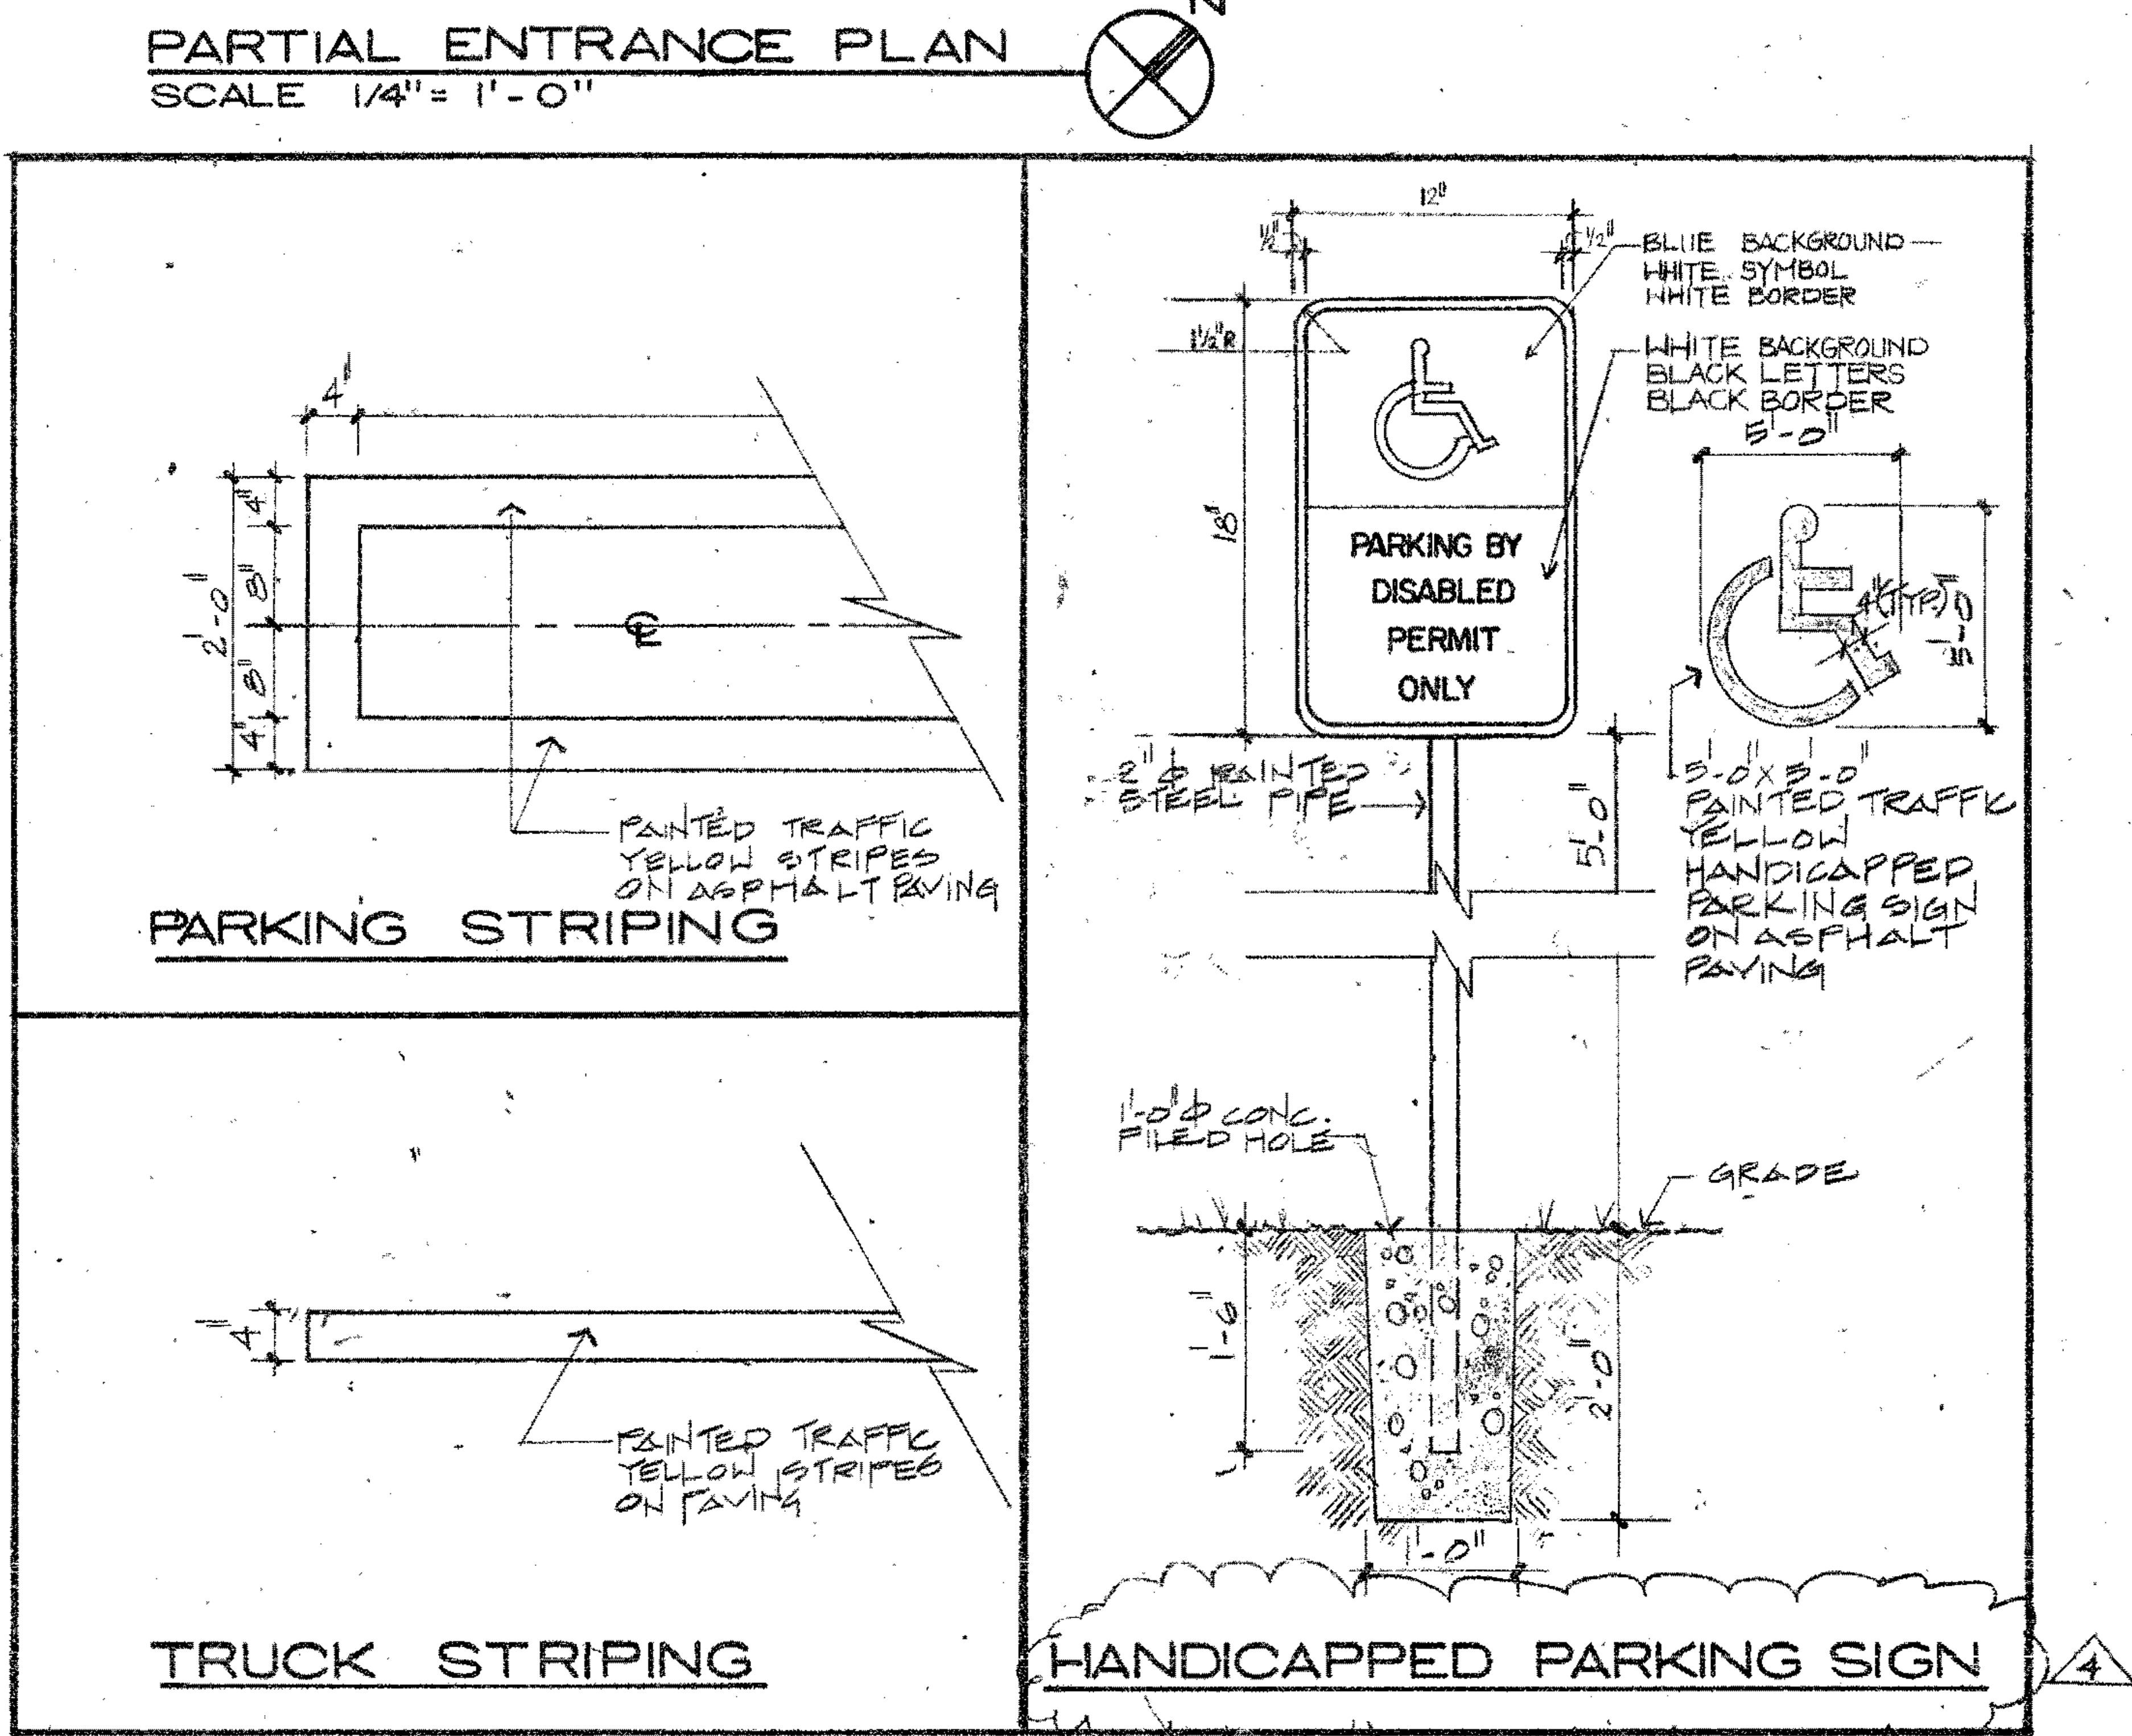 N
PARTIAL ENTRANCE PLAN
SCALE 1/4" = 1'-0"
4"
2'-0"
4"
8"
8"
4"
CL
PAINTED TRAFFIC
YELLOW STRIPES
ON ASPHALT PAVING
PARKING STRIPING
4"
PAINTED TRAFFIC
YELLOW STRIPES
ON PAVING
TRUCK STRIPING
12"
1/2"
1/2"
BLUE BACKGROUND
WHITE SYMBOL
WHITE BORDER
1 1/2"R
WHITE BACKGROUND
BLACK LETTERS
BLACK BORDER
18"
PARKING BY
DISABLED
PERMIT
ONLY
5'-0"
4"(TYP.)
5'-0"
2"ϕ PAINTED
STEEL PIPE
5'-0"
5'-0" X 5'-0"
PAINTED TRAFFIC
YELLOW
HANDICAPPED
PARKING SIGN
ON ASPHALT
PAVING
1'-0"ϕ CONC.
FILED HOLE
GRADE
1'-6"
2'-0"
1'-0"
HANDICAPPED PARKING SIGN
4